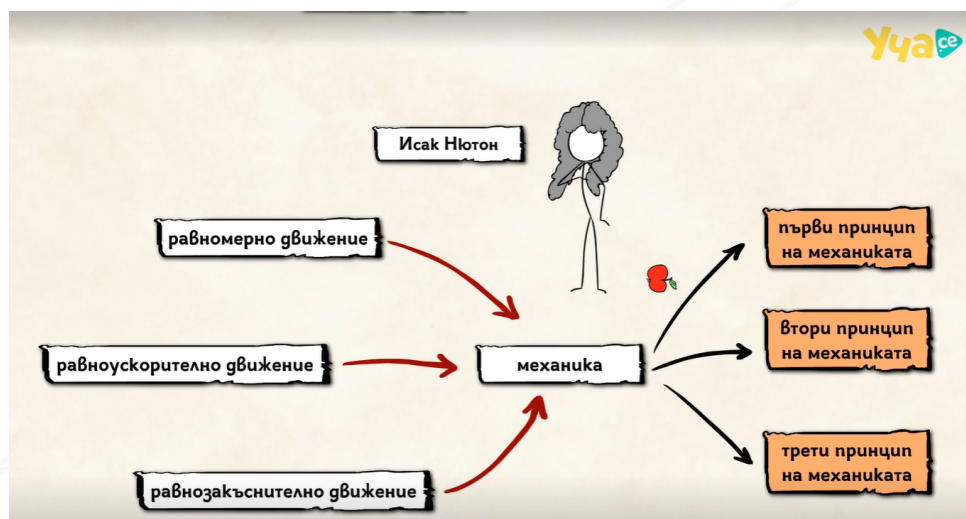 Уча.се
Исак Нютон
равномерно движение
равноускорително движение
равнозакъснително движение
механика
първи принцип
на механиката
втори принцип
на механиката
трети принцип
на механиката